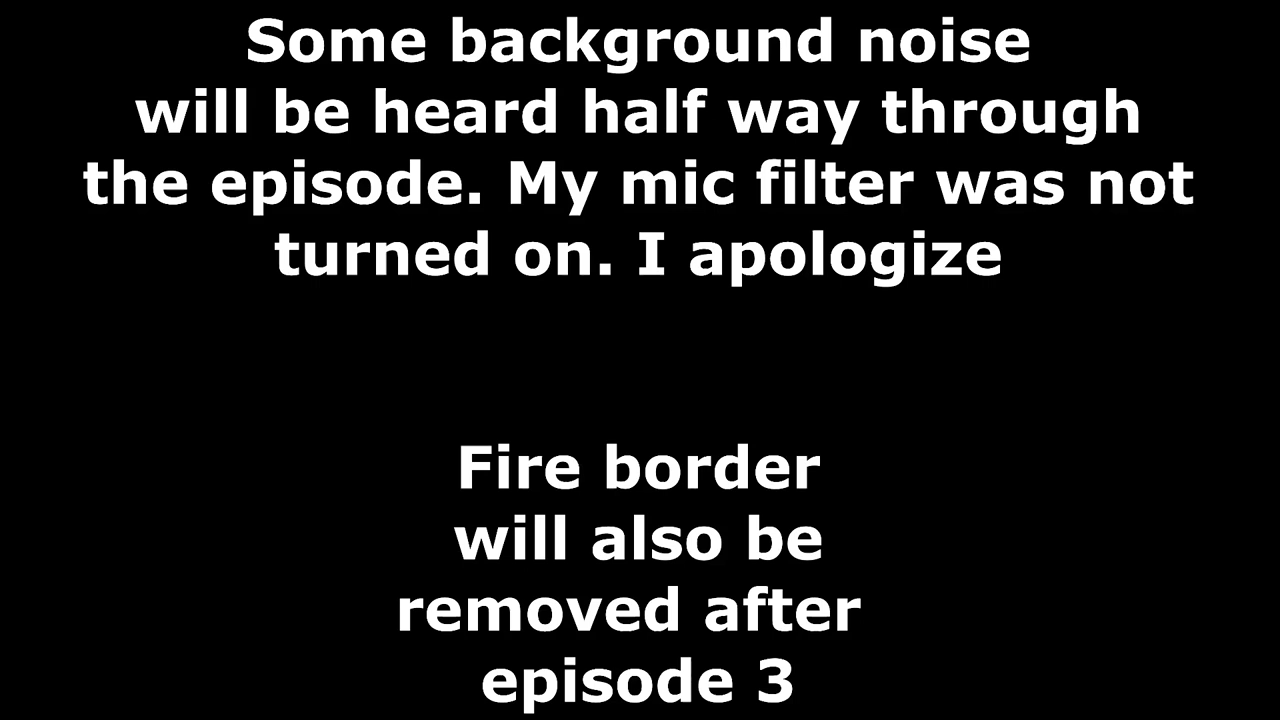 Some background noise
will be heard half way through
the episode. My mic filter was not
turned on. I apologize
Fire border
will also be
removed after
episode 3